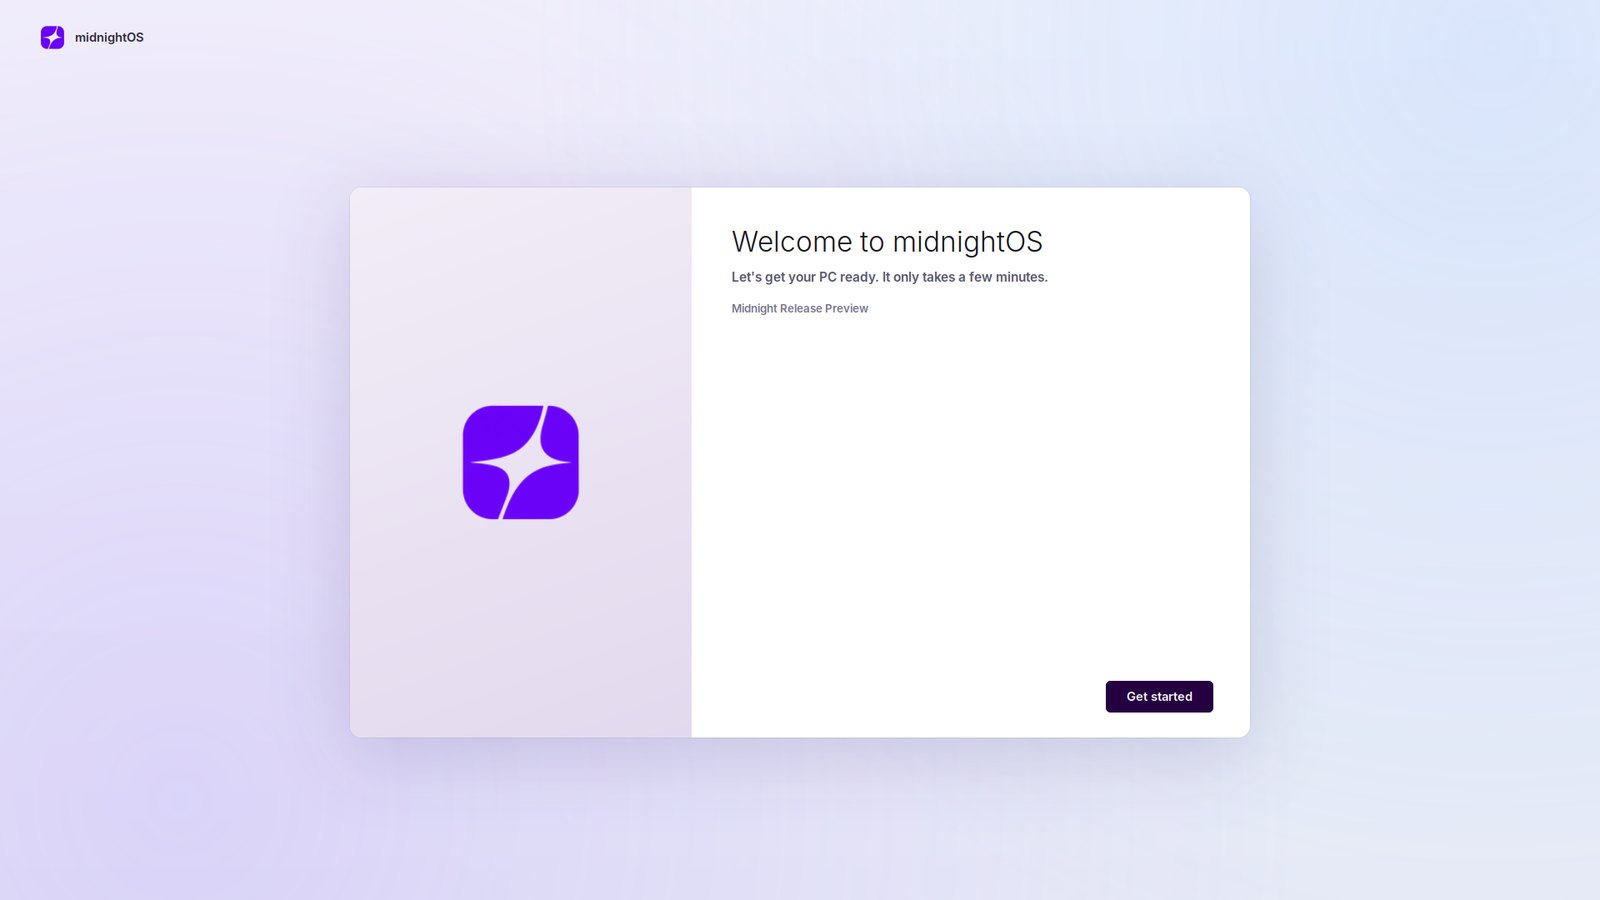 midnightOS
Welcome to midnightOS
Let's get your PC ready. It only takes a few minutes.
Midnight Release Preview
Get started